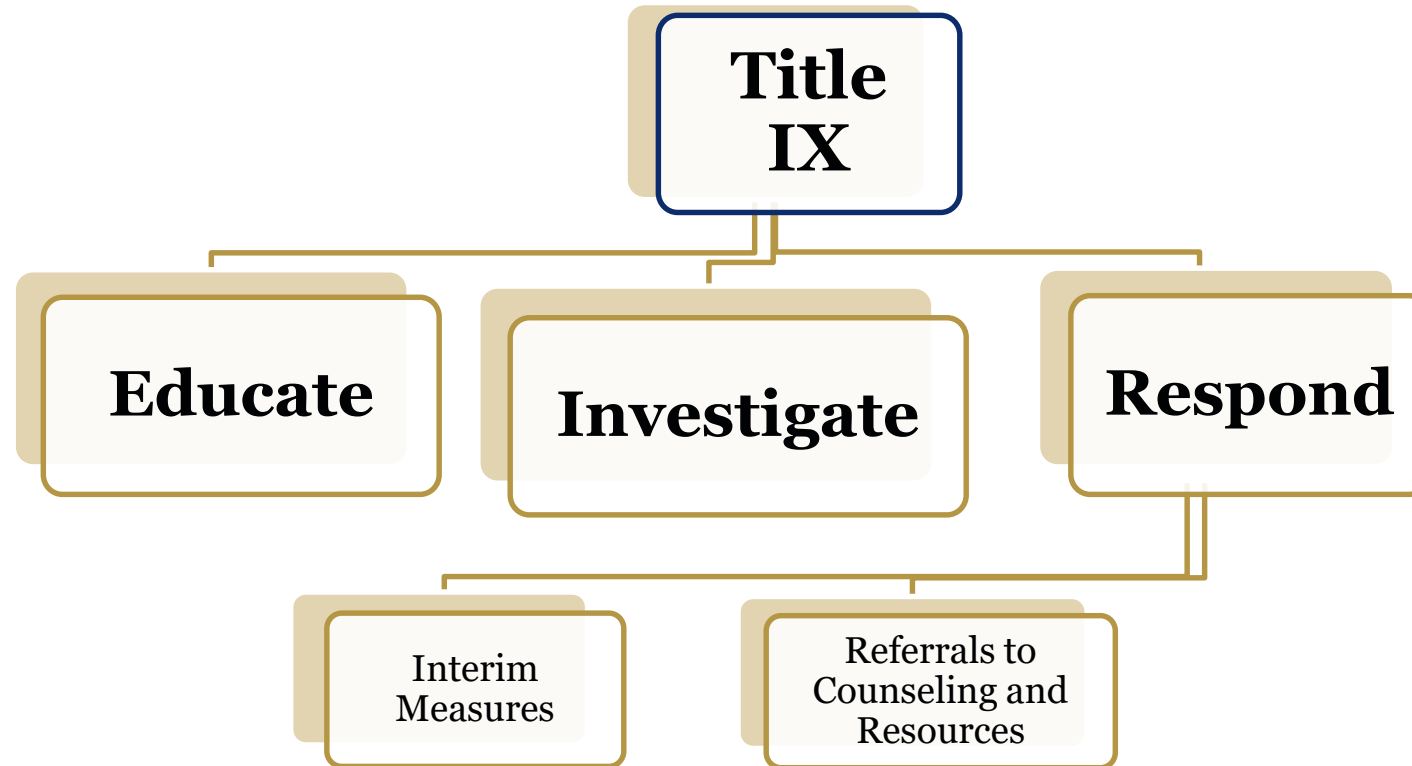 Title
IX
Educate
Investigate
Respond
Interim
Measures
Referrals to
Counseling and
Resources